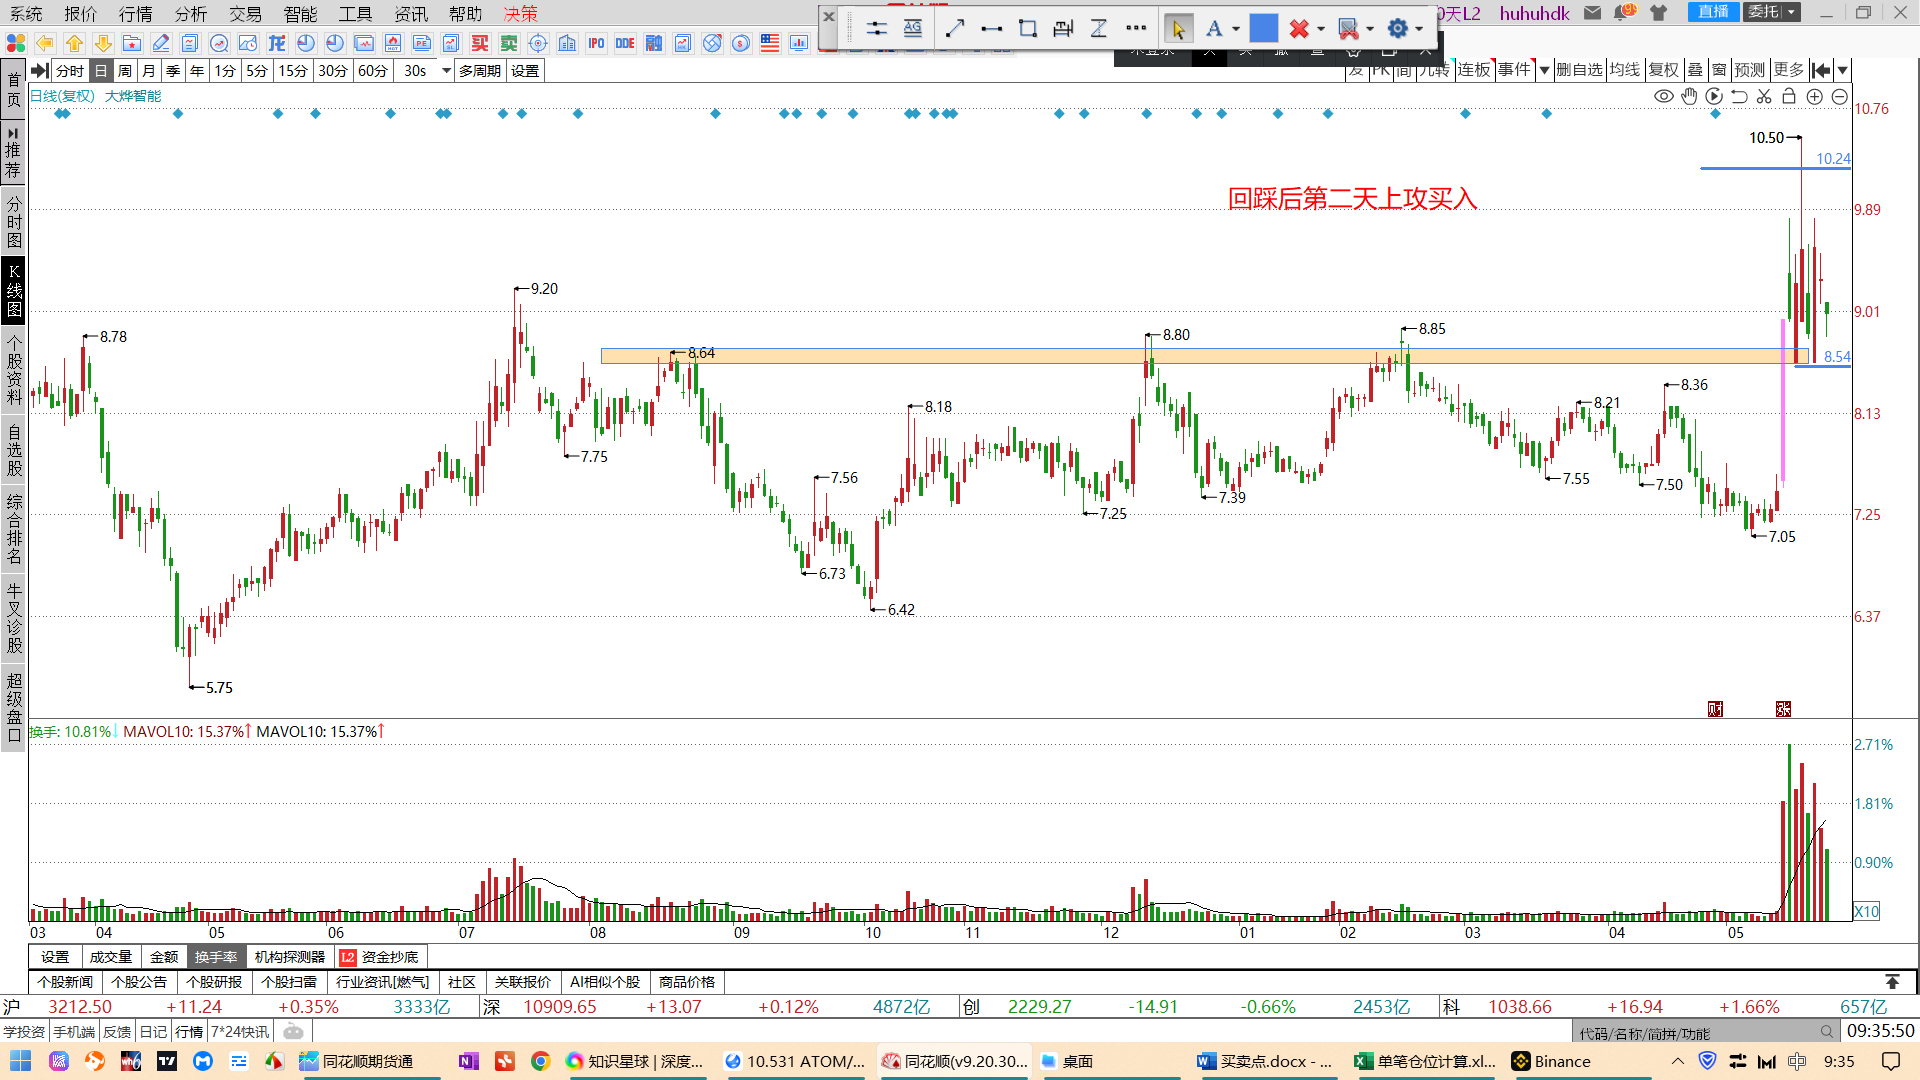 系统 报价 行情 分析 交易 智能 工具 资讯 帮助 决策
0天L2 huhuhdk 91 直播 委托
买 卖 IPO DDE
分时 日 周 月 季 年 1分 5分 15分 30分 60分 30s 多周期 设置
PK 简 九转 连板 事件 删自选 均线 复权 叠 窗 预测 更多
日线(复权) 大烨智能
首页
推荐
分时图
K线图
个股资料
自选股
综合排名
牛叉诊股
超级盘口
10.76
10.50
10.24
回踩后第二天上攻买入
9.89
9.20
9.01
8.78
8.64
8.80
8.85
8.54
8.36
8.18
8.21
8.13
7.75
7.56
7.55
7.50
7.39
7.25
7.25
7.05
6.73
6.42
6.37
5.75
财 涨
换手: 10.81%↓ MAVOL10: 15.37%↑ MAVOL10: 15.37%↑
2.71%
1.81%
0.90%
X10
03 04 05 06 07 08 09 10 11 12 01 02 03 04 05
设置 成交量 金额 换手率 机构探测器 L2 资金抄底
个股新闻 个股公告 个股研报 个股扫雷 行业资讯[燃气] 社区 关联报价 AI相似个股 商品价格
沪 3212.50 +11.24 +0.35% 3333亿 深 10909.65 +13.07 +0.12% 4872亿 创 2229.27 -14.91 -0.66% 2453亿 科 1038.66 +16.94 +1.66% 657亿
学投资 手机端 反馈 日记 行情 7*24快讯 代码/名称/简拼/功能 09:35:50
同花顺期货通 知识星球 | 深度... 10.531 ATOM/... 同花顺(v9.20.30... 桌面 买卖点.docx - ... 单笔仓位计算.xl... Binance 9:35